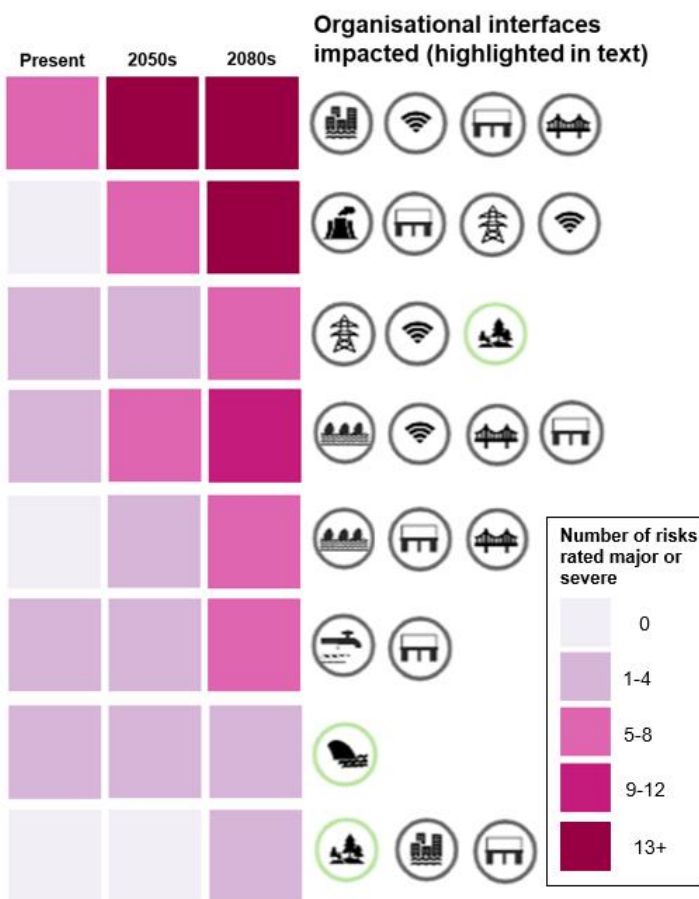 Organisational interfaces
impacted (highlighted in text)
Present 2050s 2080s
Number of risks
rated major or
severe
0
1-4
5-8
9-12
13+